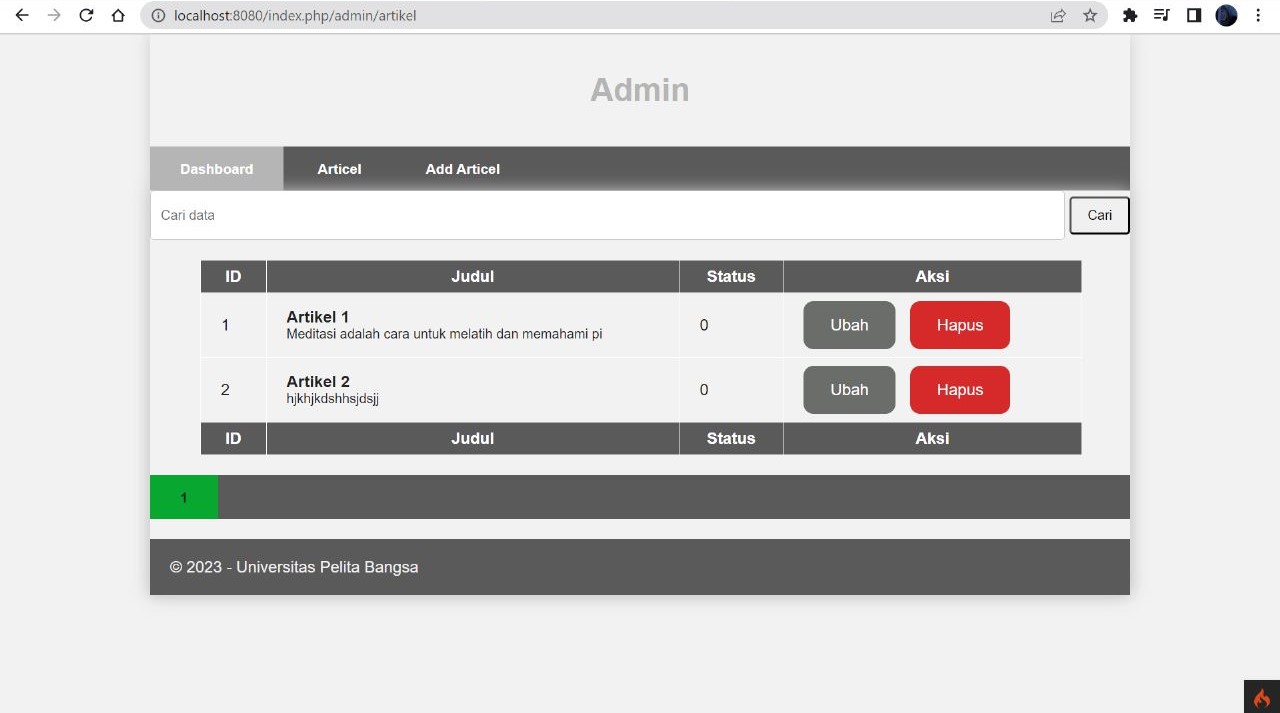 localhost:8080/index.php/admin/artikel
Admin
Dashboard Articel Add Articel
Cari data Cari
ID Judul Status Aksi
1 Artikel 1 0 Ubah Hapus
Meditasi adalah cara untuk melatih dan memahami pi
2 Artikel 2 0 Ubah Hapus
hjkhjkdshhsjdsjj
ID Judul Status Aksi
1
© 2023 - Universitas Pelita Bangsa